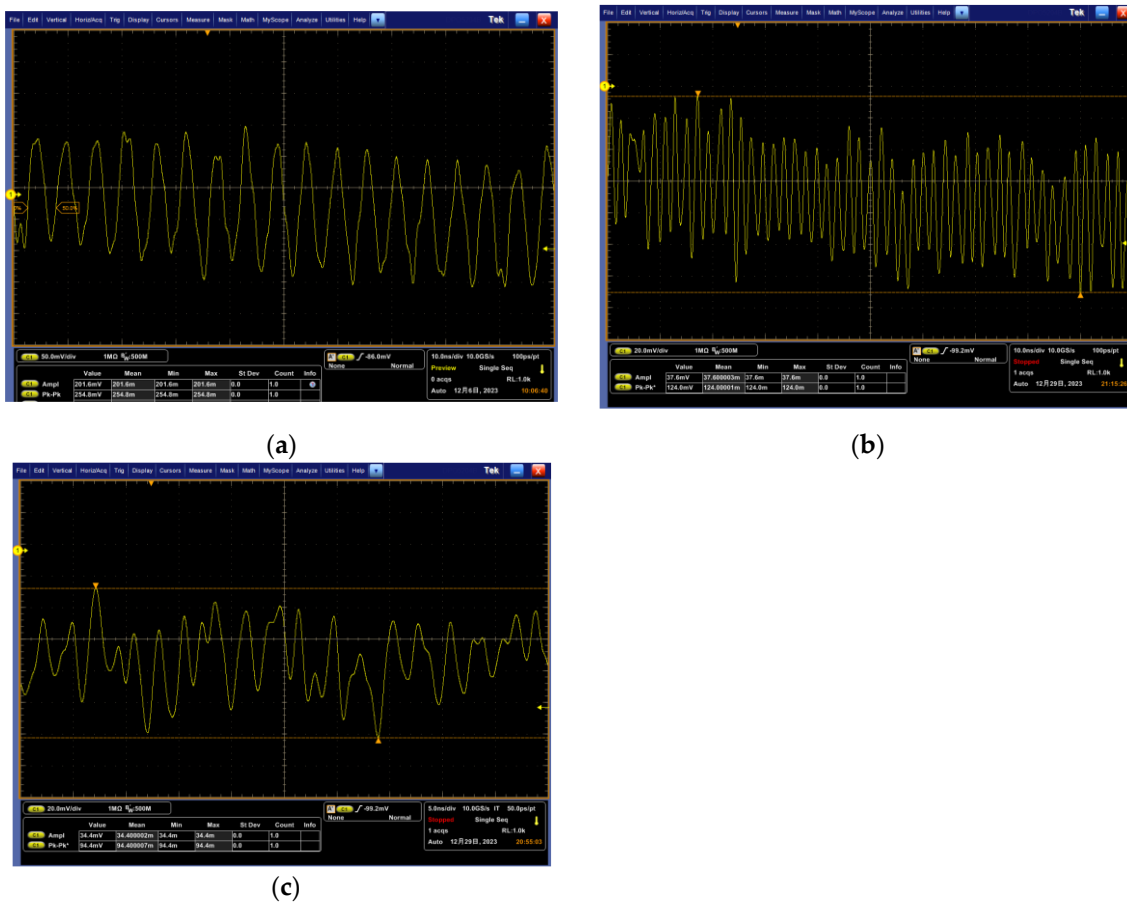 File Edit Vertical Horiz/Acq Trig Display Cursors Measure Mask Math MyScope Analyze Utilities Help Tek X
1
50.0%
C1 50.0mV/div 1MΩ BW:500M
A' C1 -86.0mV
None Normal
10.0ns/div 10.0GS/s 100ps/pt
Preview Single Seq
0 acqs RL:1.0k
Auto 12月6日, 2023 10:06:48
Value Mean Min Max St Dev Count Info
C1 Ampl 201.6mV 201.6m 201.6m 201.6m 0.0 1.0
C1 Pk-Pk 254.8mV 254.8m 254.8m 254.8m 0.0 1.0
(a)
File Edit Vertical Horiz/Acq Trig Display Cursors Measure Mask Math MyScope Analyze Utilities Help Tek X
1
C1 20.0mV/div 1MΩ BW:500M
A' C1 -99.2mV
None Normal
10.0ns/div 10.0GS/s 100ps/pt
Stopped Single Seq
1 acqs RL:1.0k
Auto 12月29日, 2023 21:15:26
Value Mean Min Max St Dev Count Info
C1 Ampl 37.6mV 37.600003m 37.6m 37.6m 0.0 1.0
C1 Pk-Pk* 124.0mV 124.00001m 124.0m 124.0m 0.0 1.0
(b)
File Edit Vertical Horiz/Acq Trig Display Cursors Measure Mask Math MyScope Analyze Utilities Help Tek X
1
C1 20.0mV/div 1MΩ BW:500M
A' C1 -99.2mV
None Normal
5.0ns/div 10.0GS/s IT 50.0ps/pt
Stopped Single Seq
1 acqs RL:1.0k
Auto 12月29日, 2023 20:55:03
Value Mean Min Max St Dev Count Info
C1 Ampl 34.4mV 34.400002m 34.4m 34.4m 0.0 1.0
C1 Pk-Pk* 94.4mV 94.400007m 94.4m 94.4m 0.0 1.0
(c)